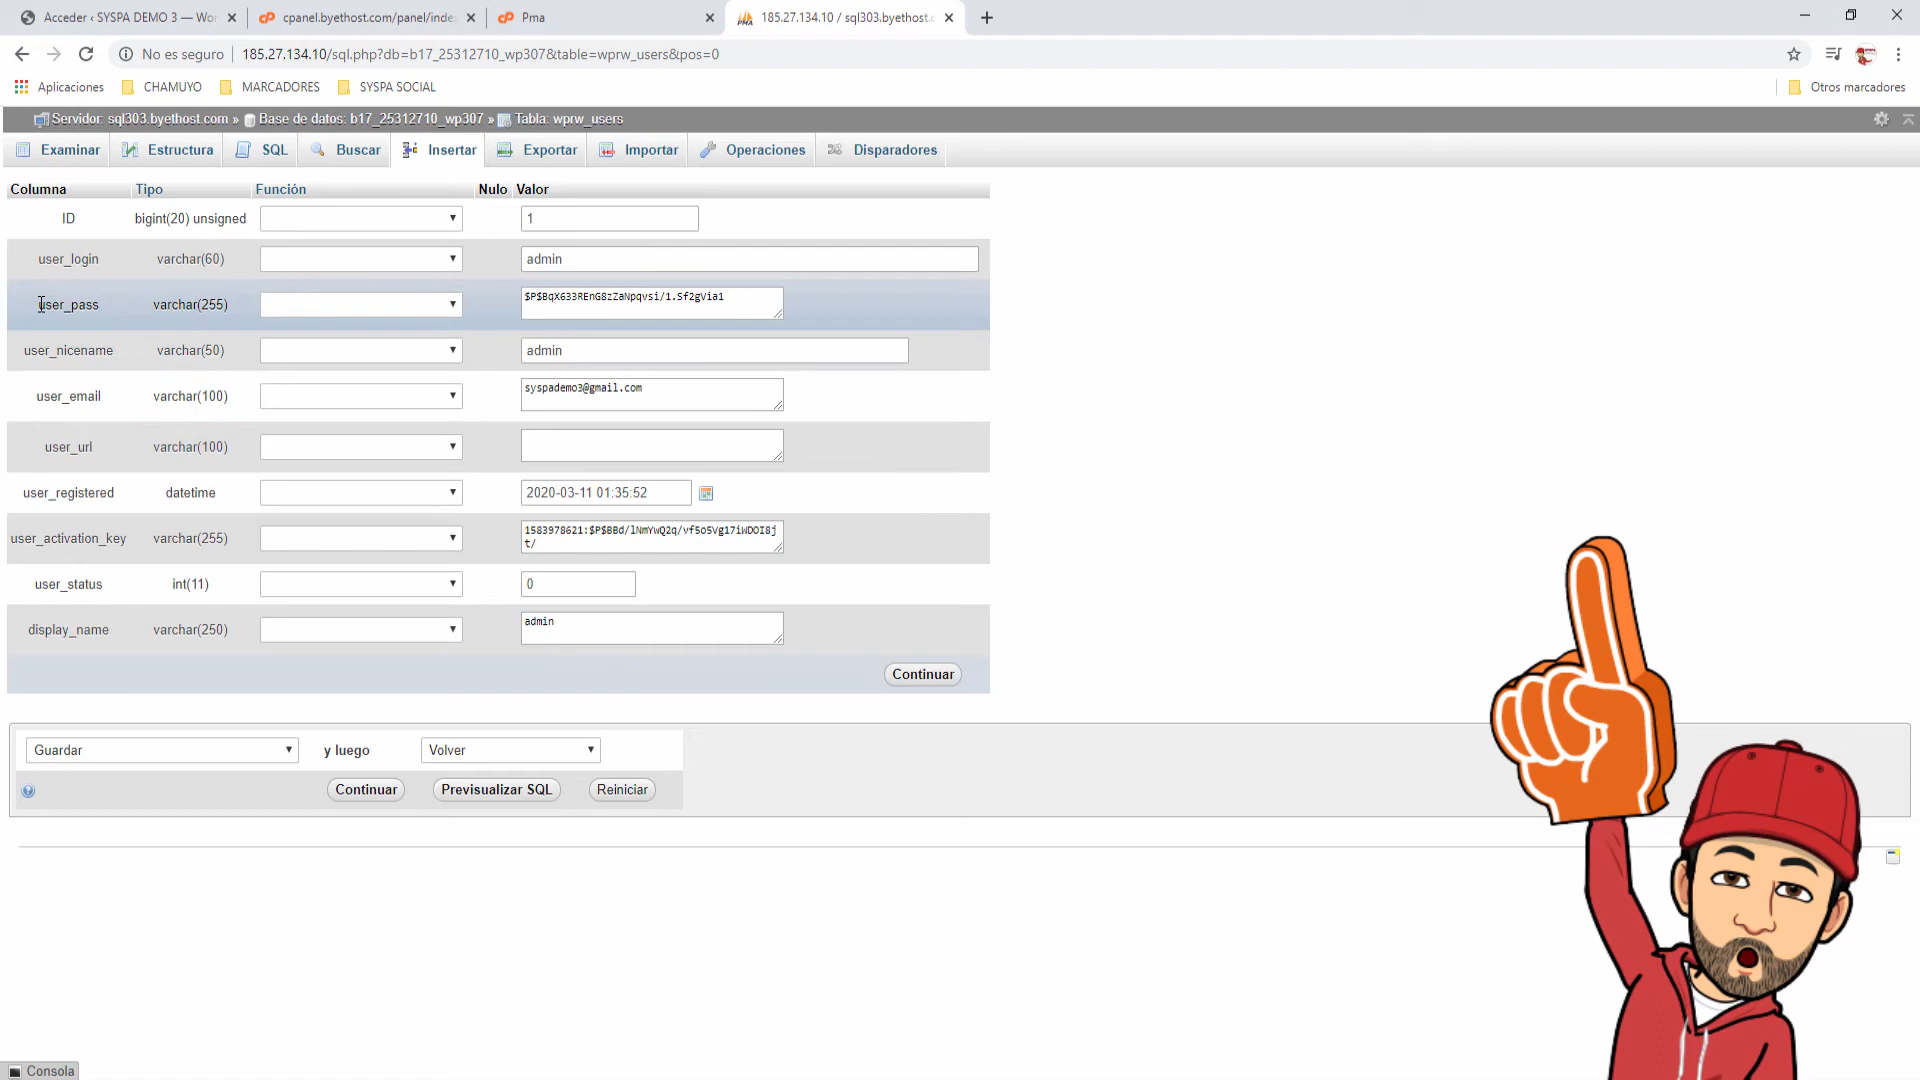 Acceder ‹ SYSPA DEMO 3 — Wo
cpanel.byethost.com/panel/index
Pma
185.27.134.10 / sql303.byethost.c
No es seguro
185.27.134.10/sql.php?db=b17_25312710_wp307&table=wprw_users&pos=0
Aplicaciones
CHAMUYO
MARCADORES
SYSPA SOCIAL
Otros marcadores
Servidor: sql303.byethost.com » Base de datos: b17_25312710_wp307 » Tabla: wprw_users
Examinar
Estructura
SQL
Buscar
Insertar
Exportar
Importar
Operaciones
Disparadores
Columna Tipo Función Nulo Valor
ID bigint(20) unsigned 1
user_login varchar(60) admin
user_pass varchar(255) $P$BqX633REnG8zZaNpqvsi/1.Sf2gVia1
user_nicename varchar(50) admin
user_email varchar(100) syspademo3@gmail.com
user_url varchar(100)
user_registered datetime 2020-03-11 01:35:52
user_activation_key varchar(255) 1583978621:$P$BBd/lNmYwQ2q/vf5o5Vg17iWDOI8j
t/
user_status int(11) 0
display_name varchar(250) admin
Continuar
Guardar y luego Volver
Continuar Previsualizar SQL Reiniciar
Consola